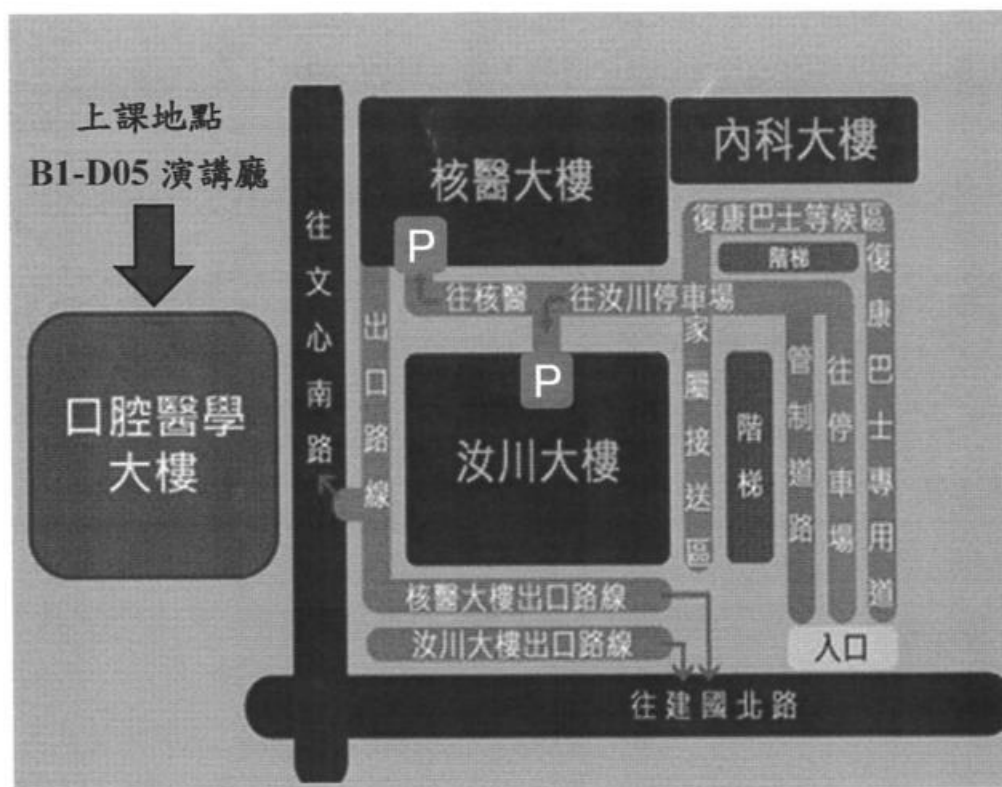 上課地點
B1-D05 演講廳
口腔醫學
大樓
往文心南路
核醫大樓
P
內科大樓
復康巴士等候區
階梯
復康巴士專用道
往核醫
往汝川停車場
出口路線
P
汝川大樓
家屬接送區
階梯
管制道路
往停車場
核醫大樓出口路線
汝川大樓出口路線
入口
往建國北路